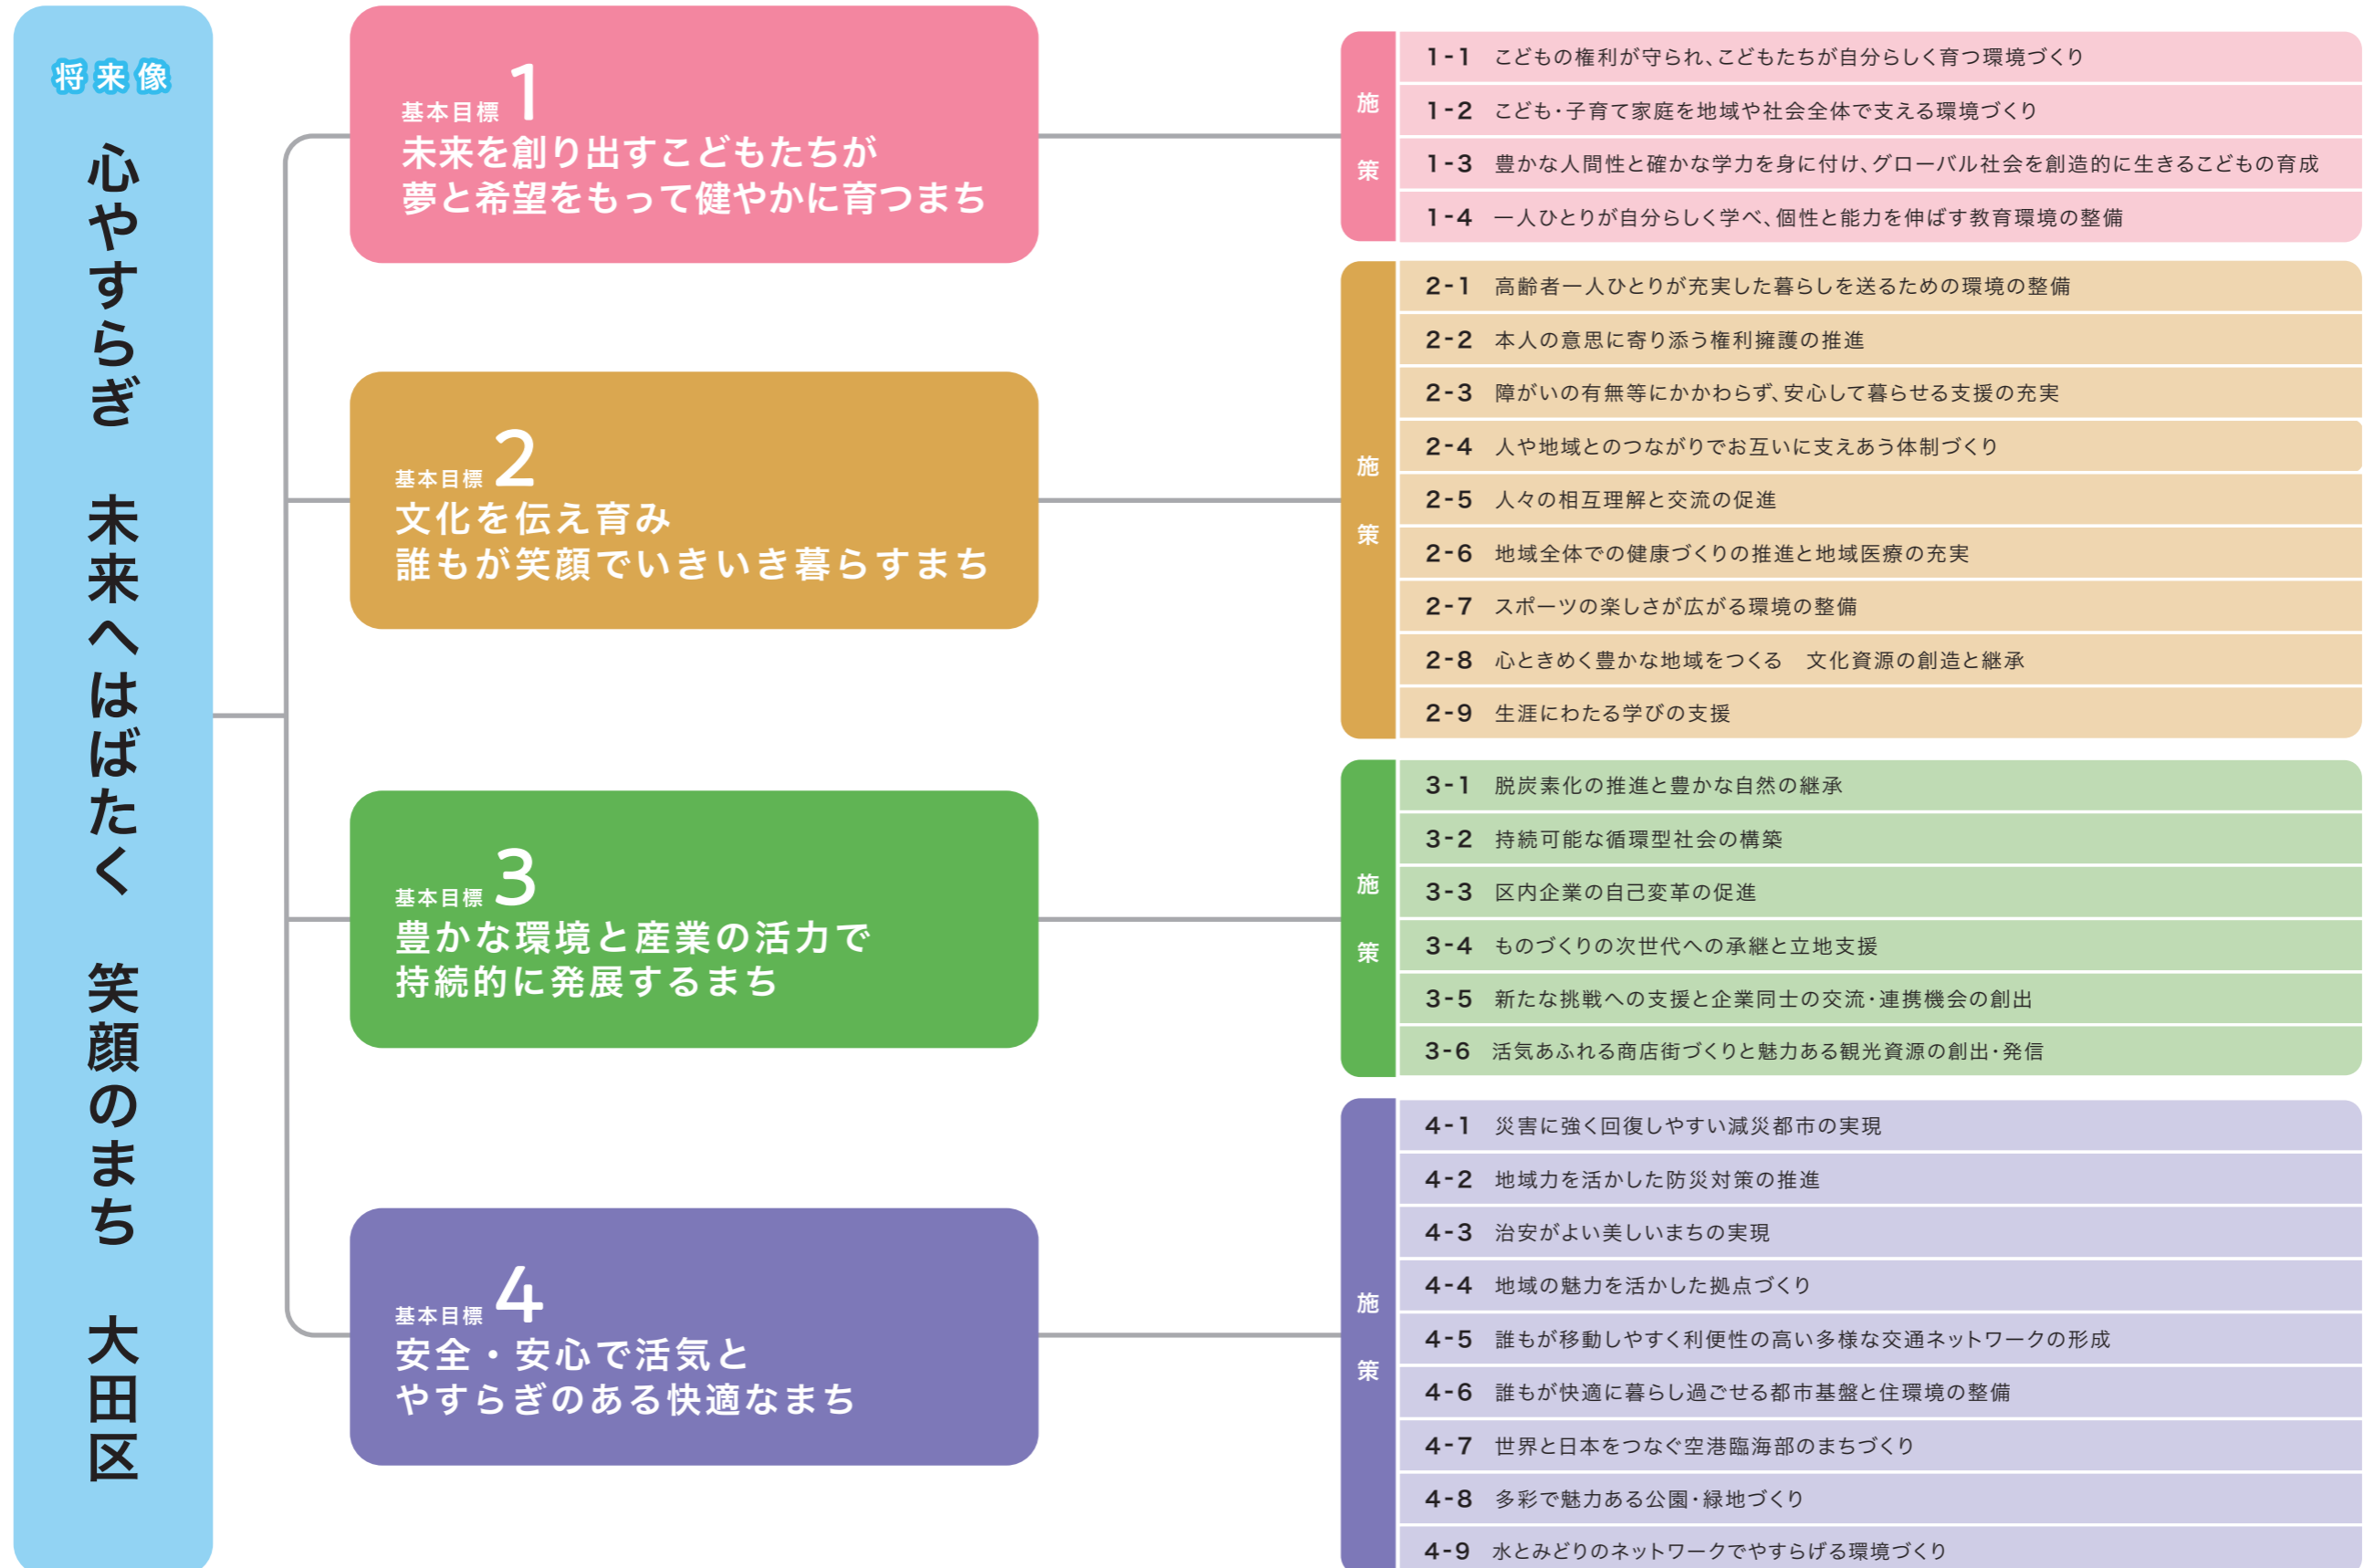 将来像
心やすらぎ　未来へはばたく　笑顔のまち　大田区
基本目標 1
未来を創り出すこどもたちが
夢と希望をもって健やかに育つまち
施策
1-1 こどもの権利が守られ、こどもたちが自分らしく育つ環境づくり
1-2 こども・子育て家庭を地域や社会全体で支える環境づくり
1-3 豊かな人間性と確かな学力を身に付け、グローバル社会を創造的に生きるこどもの育成
1-4 一人ひとりが自分らしく学べ、個性と能力を伸ばす教育環境の整備
基本目標 2
文化を伝え育み
誰もが笑顔でいきいき暮らすまち
施策
2-1 高齢者一人ひとりが充実した暮らしを送るための環境の整備
2-2 本人の意思に寄り添う権利擁護の推進
2-3 障がいの有無等にかかわらず、安心して暮らせる支援の充実
2-4 人や地域とのつながりでお互いに支えあう体制づくり
2-5 人々の相互理解と交流の促進
2-6 地域全体での健康づくりの推進と地域医療の充実
2-7 スポーツの楽しさが広がる環境の整備
2-8 心ときめく豊かな地域をつくる　文化資源の創造と継承
2-9 生涯にわたる学びの支援
基本目標 3
豊かな環境と産業の活力で
持続的に発展するまち
施策
3-1 脱炭素化の推進と豊かな自然の継承
3-2 持続可能な循環型社会の構築
3-3 区内企業の自己変革の促進
3-4 ものづくりの次世代への承継と立地支援
3-5 新たな挑戦への支援と企業同士の交流・連携機会の創出
3-6 活気あふれる商店街づくりと魅力ある観光資源の創出・発信
基本目標 4
安全・安心で活気と
やすらぎのある快適なまち
施策
4-1 災害に強く回復しやすい減災都市の実現
4-2 地域力を活かした防災対策の推進
4-3 治安がよい美しいまちの実現
4-4 地域の魅力を活かした拠点づくり
4-5 誰もが移動しやすく利便性の高い多様な交通ネットワークの形成
4-6 誰もが快適に暮らし過ごせる都市基盤と住環境の整備
4-7 世界と日本をつなぐ空港臨海部のまちづくり
4-8 多彩で魅力ある公園・緑地づくり
4-9 水とみどりのネットワークでやすらげる環境づくり